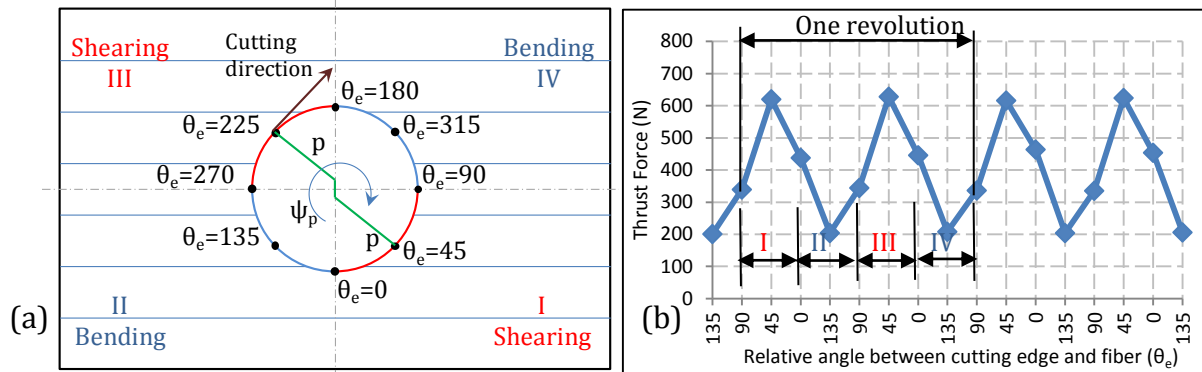 Shearing
III
Cutting
direction
Bending
IV
θe=180
θe=225
p
θe=315
θe=270
θe=90
ψp
θe=135
p
θe=45
θe=0
(a)
II
Bending
I
Shearing
One revolution
Thrust Force (N)
800
700
600
500
400
300
200
100
0
I
II
III
IV
135
90
45
0
135
90
45
0
135
90
45
0
135
90
45
0
135
(b)
Relative angle between cutting edge and fiber (θe)